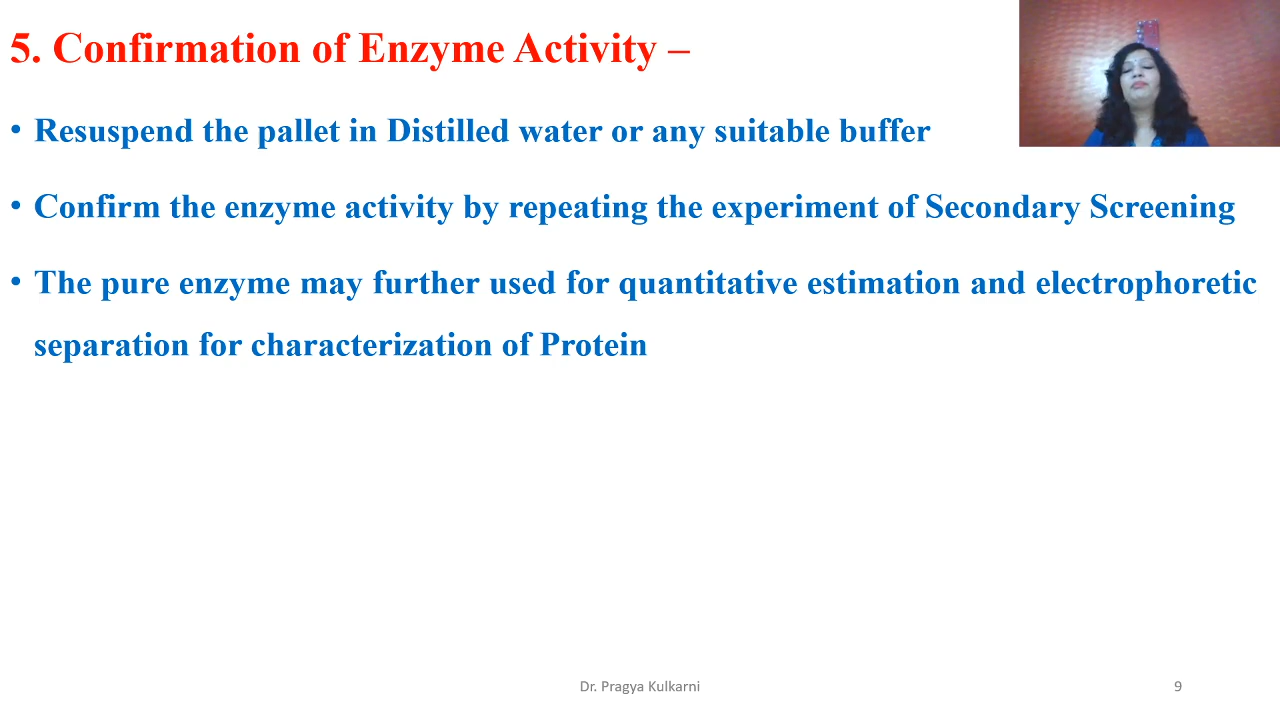 5. Confirmation of Enzyme Activity –
• Resuspend the pallet in Distilled water or any suitable buffer
• Confirm the enzyme activity by repeating the experiment of Secondary Screening
• The pure enzyme may further used for quantitative estimation and electrophoretic
separation for characterization of Protein
Dr. Pragya Kulkarni
9